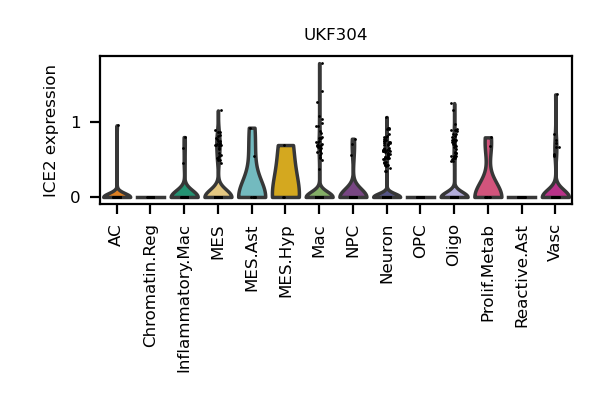 UKF304
ICE2 expression
1
0
AC
Chromatin.Reg
Inflammatory.Mac
MES
MES.Ast
MES.Hyp
Mac
NPC
Neuron
OPC
Oligo
Prolif.Metab
Reactive.Ast
Vasc